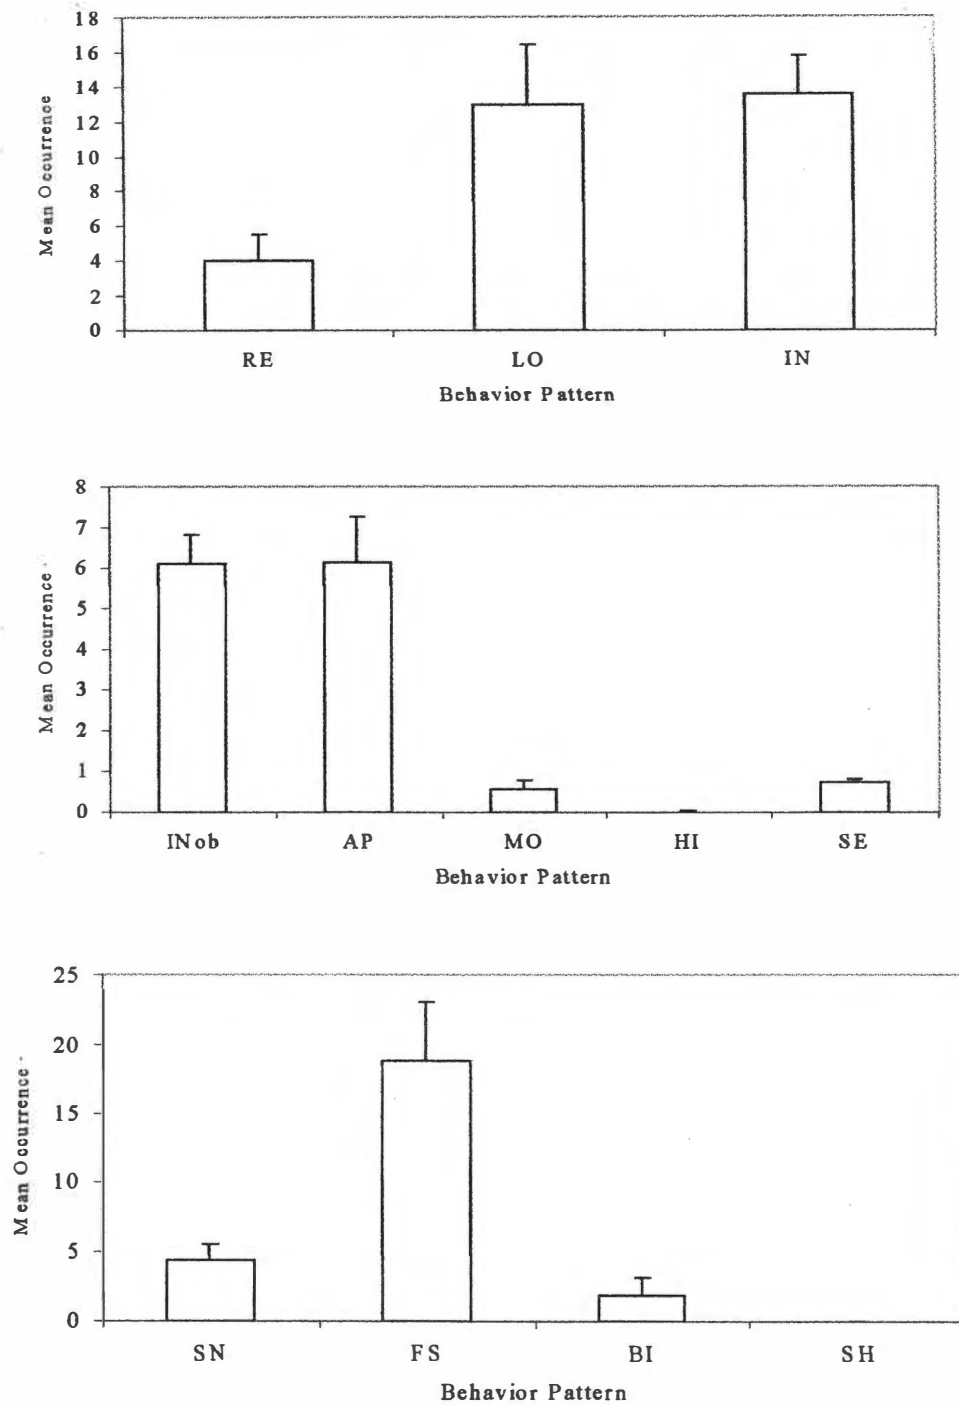 18
16
14
12
10
8
6
4
2
0
Mean Occurrence
RE LO IN
Behavior Pattern
8
7
6
5
4
3
2
1
0
Mean Occurrence
INob AP MO HI SE
Behavior Pattern
25
20
15
10
5
0
Mean Occurrence
SN FS BI SH
Behavior Pattern